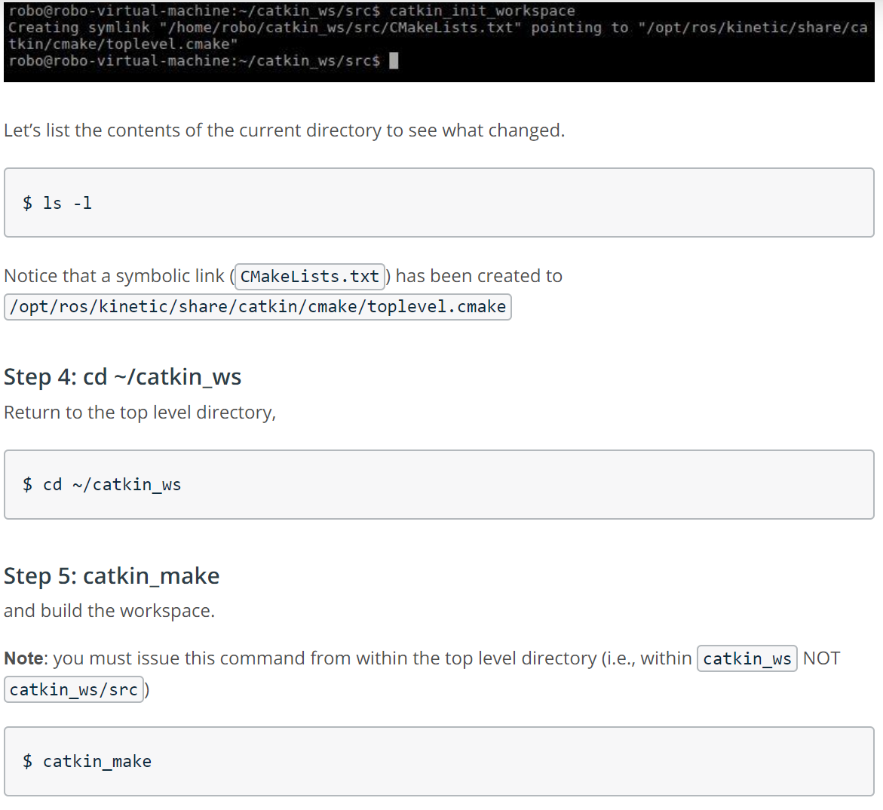 robo@robo-virtual-machine:~/catkin_ws/src$ catkin_init_workspace
Creating symlink "/home/robo/catkin_ws/src/CMakeLists.txt" pointing to "/opt/ros/kinetic/share/ca
tkin/cmake/toplevel.cmake"
robo@robo-virtual-machine:~/catkin_ws/src$
Let’s list the contents of the current directory to see what changed.
$ ls -l
Notice that a symbolic link (CMakeLists.txt) has been created to
/opt/ros/kinetic/share/catkin/cmake/toplevel.cmake
Step 4: cd ~/catkin_ws
Return to the top level directory,
$ cd ~/catkin_ws
Step 5: catkin_make
and build the workspace.
Note: you must issue this command from within the top level directory (i.e., within catkin_ws NOT
catkin_ws/src)
$ catkin_make